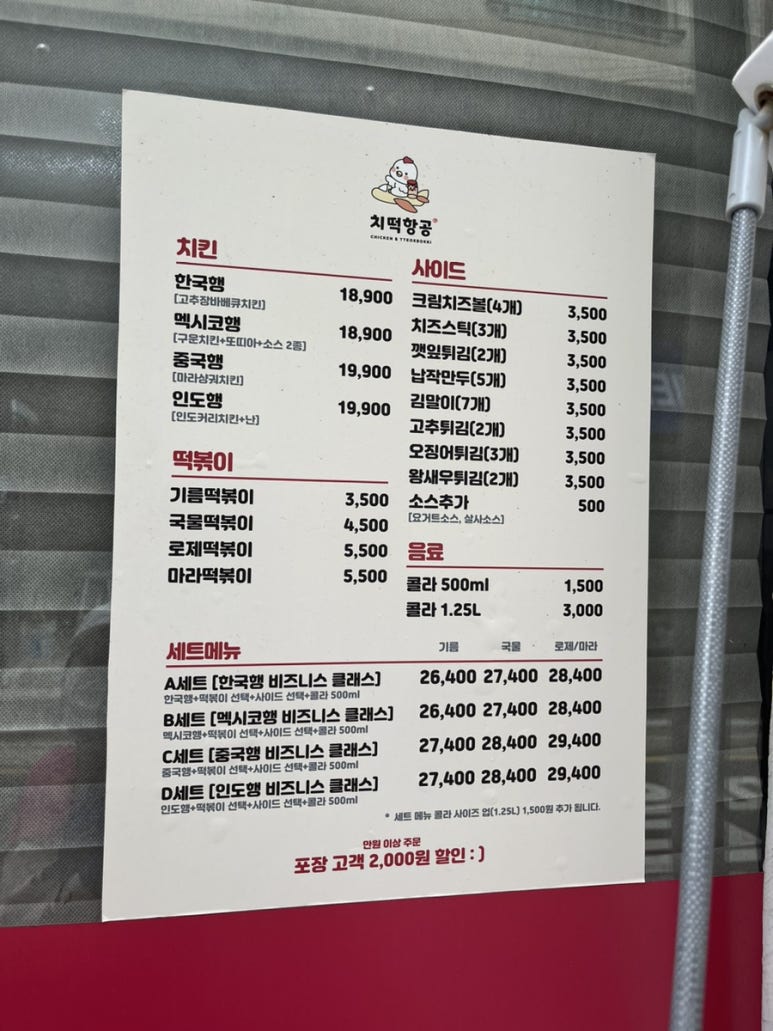 치떡항공
CHICKEN & TTEOKBOKKI
치킨
한국행 18,900
[고추장바베큐치킨]
멕시코행 18,900
[구운치킨+또띠아+소스 2종]
중국행 19,900
[마라샹궈치킨]
인도행 19,900
[인도커리치킨+난]
떡볶이
기름떡볶이 3,500
국물떡볶이 4,500
로제떡볶이 5,500
마라떡볶이 5,500
사이드
크림치즈볼(4개) 3,500
치즈스틱(3개) 3,500
깻잎튀김(2개) 3,500
납작만두(5개) 3,500
김말이(7개) 3,500
고추튀김(2개) 3,500
오징어튀김(3개) 3,500
왕새우튀김(2개) 3,500
소스추가 500
[요거트소스, 살사소스]
음료
콜라 500ml 1,500
콜라 1.25L 3,000
세트메뉴 기름 국물 로제/마라
A세트 [한국행 비즈니스 클래스] 26,400 27,400 28,400
한국행+떡볶이 선택+사이드 선택+콜라 500ml
B세트 [멕시코행 비즈니스 클래스] 26,400 27,400 28,400
멕시코행+떡볶이 선택+사이드 선택+콜라 500ml
C세트 [중국행 비즈니스 클래스] 27,400 28,400 29,400
중국행+떡볶이 선택+사이드 선택+콜라 500ml
D세트 [인도행 비즈니스 클래스] 27,400 28,400 29,400
인도행+떡볶이 선택+사이드 선택+콜라 500ml
* 세트 메뉴 콜라 사이즈 업(1.25L) 1,500원 추가 됩니다.
만원 이상 주문
포장 고객 2,000원 할인 : )